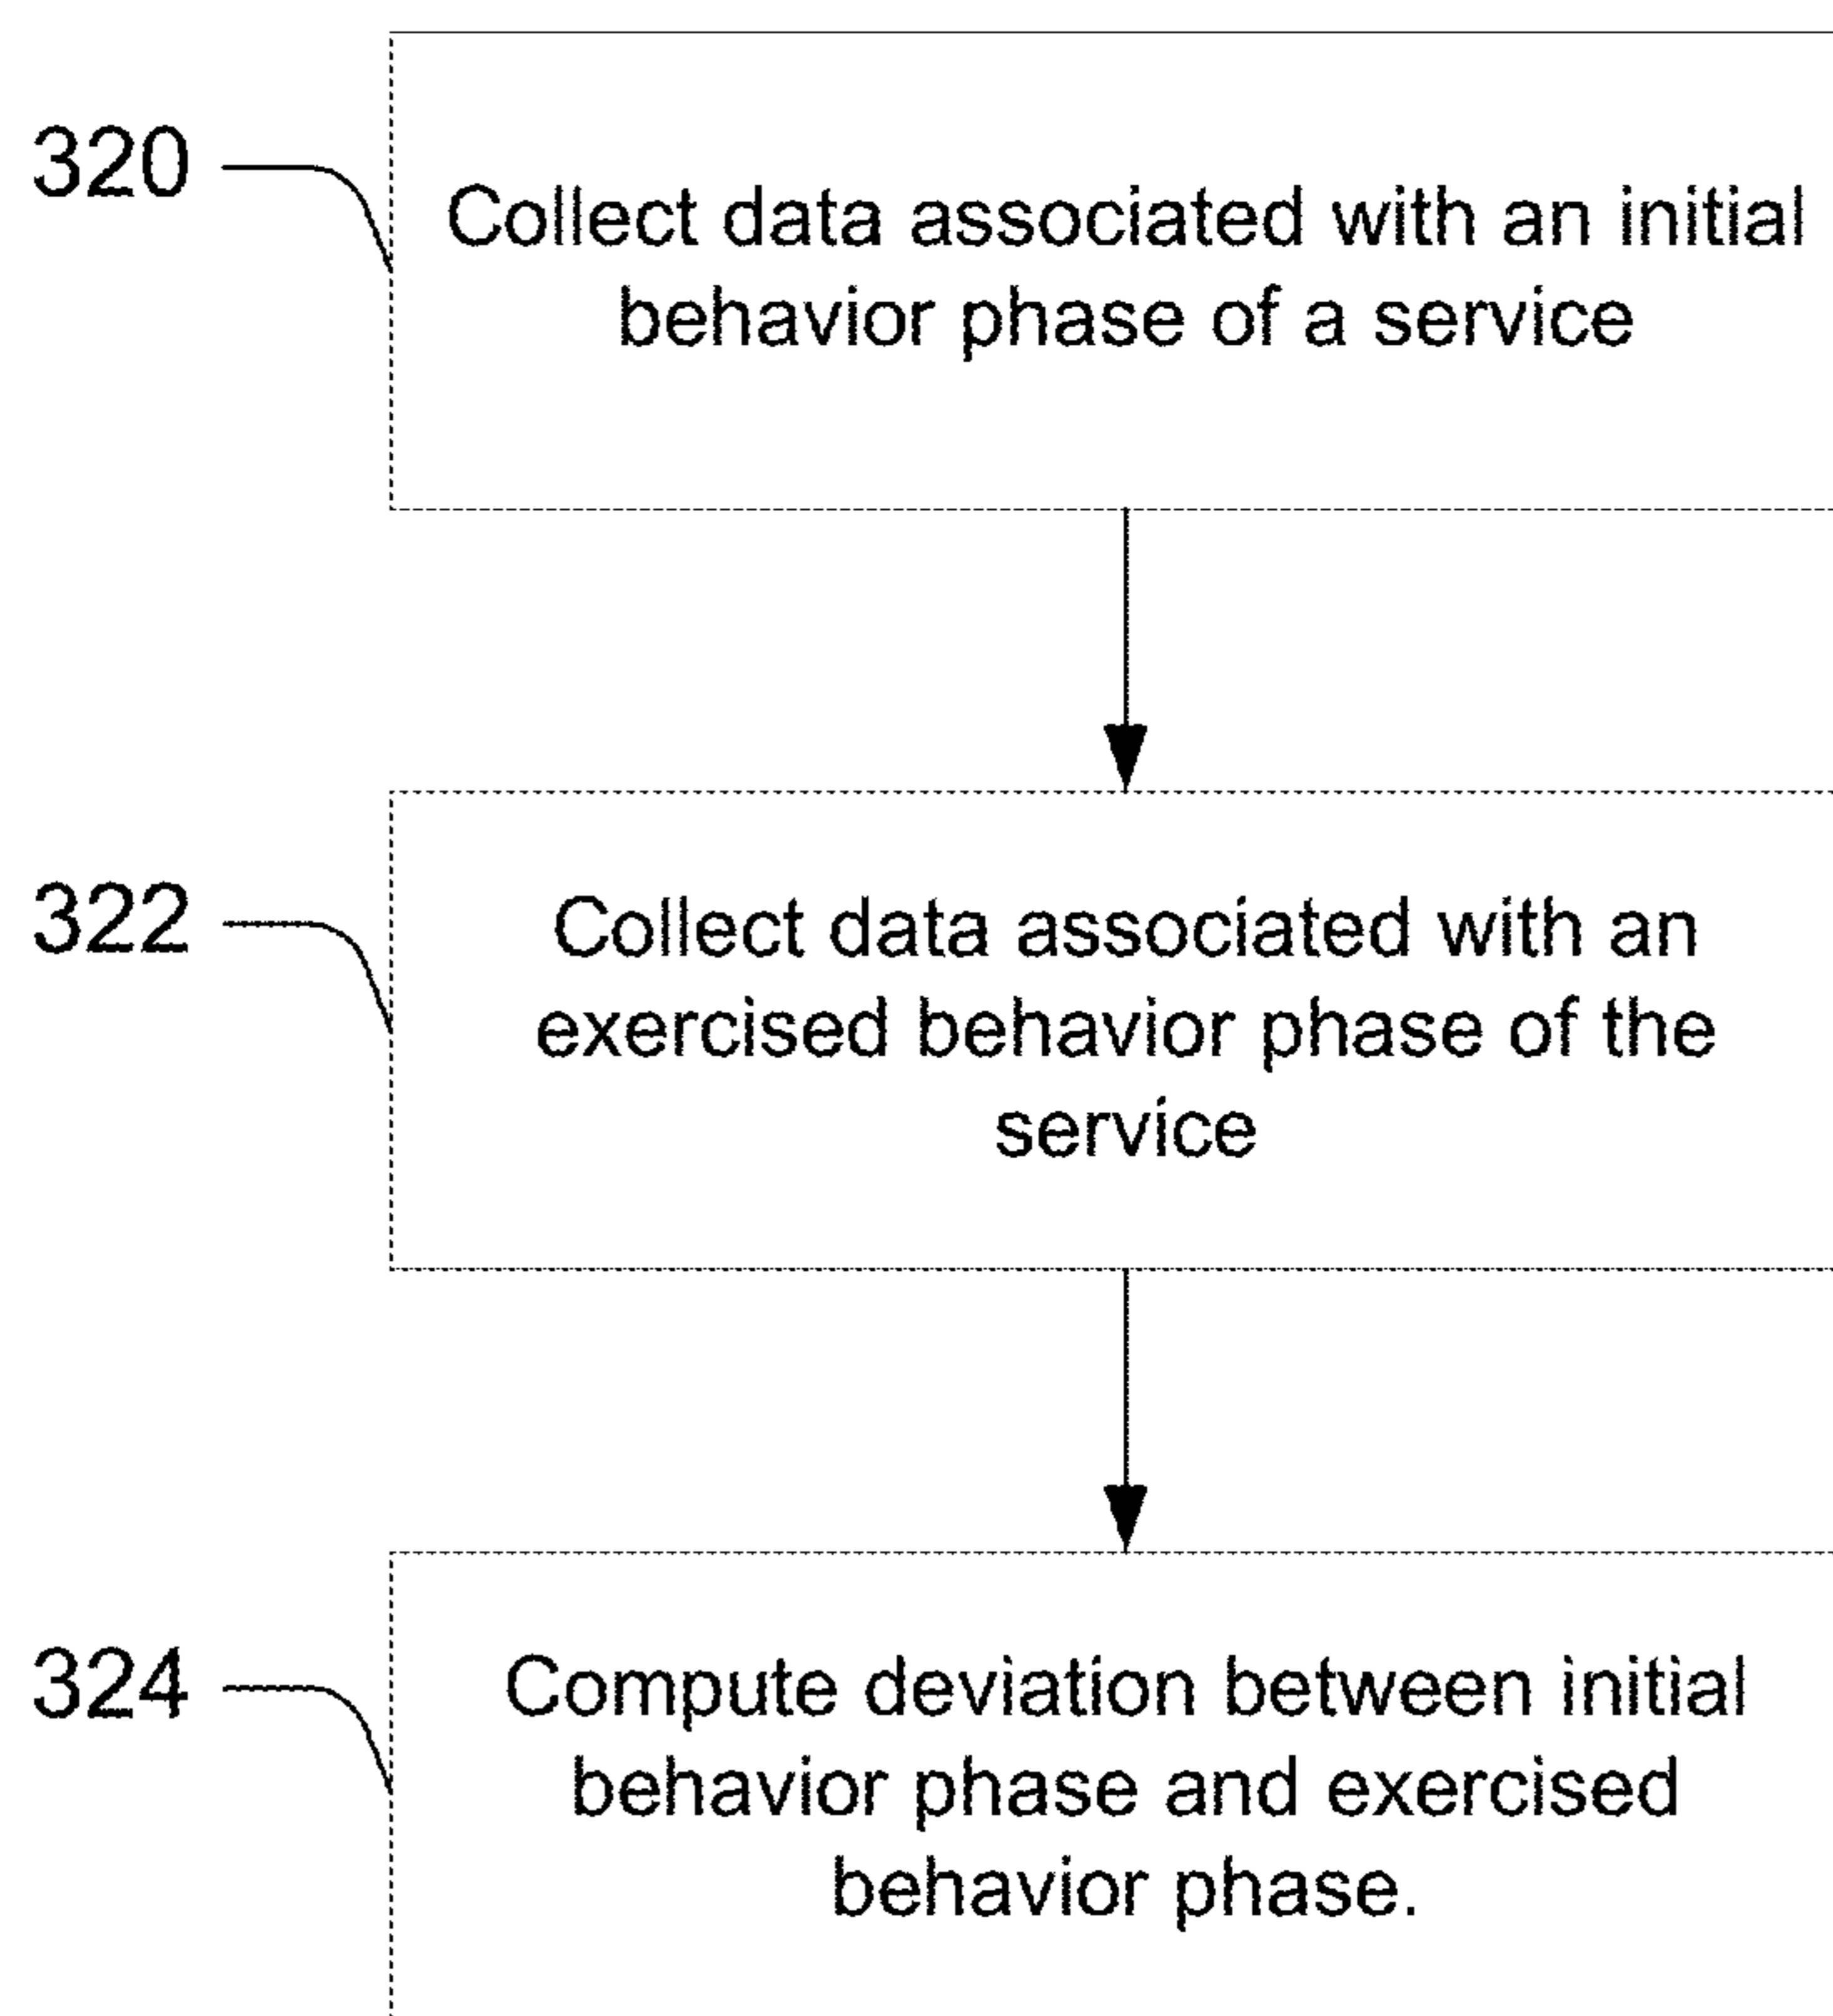 320
Collect data associated with an initial
behavior phase of a service
322
Collect data associated with an
exercised behavior phase of the
service
324
Compute deviation between initial
behavior phase and exercised
behavior phase.